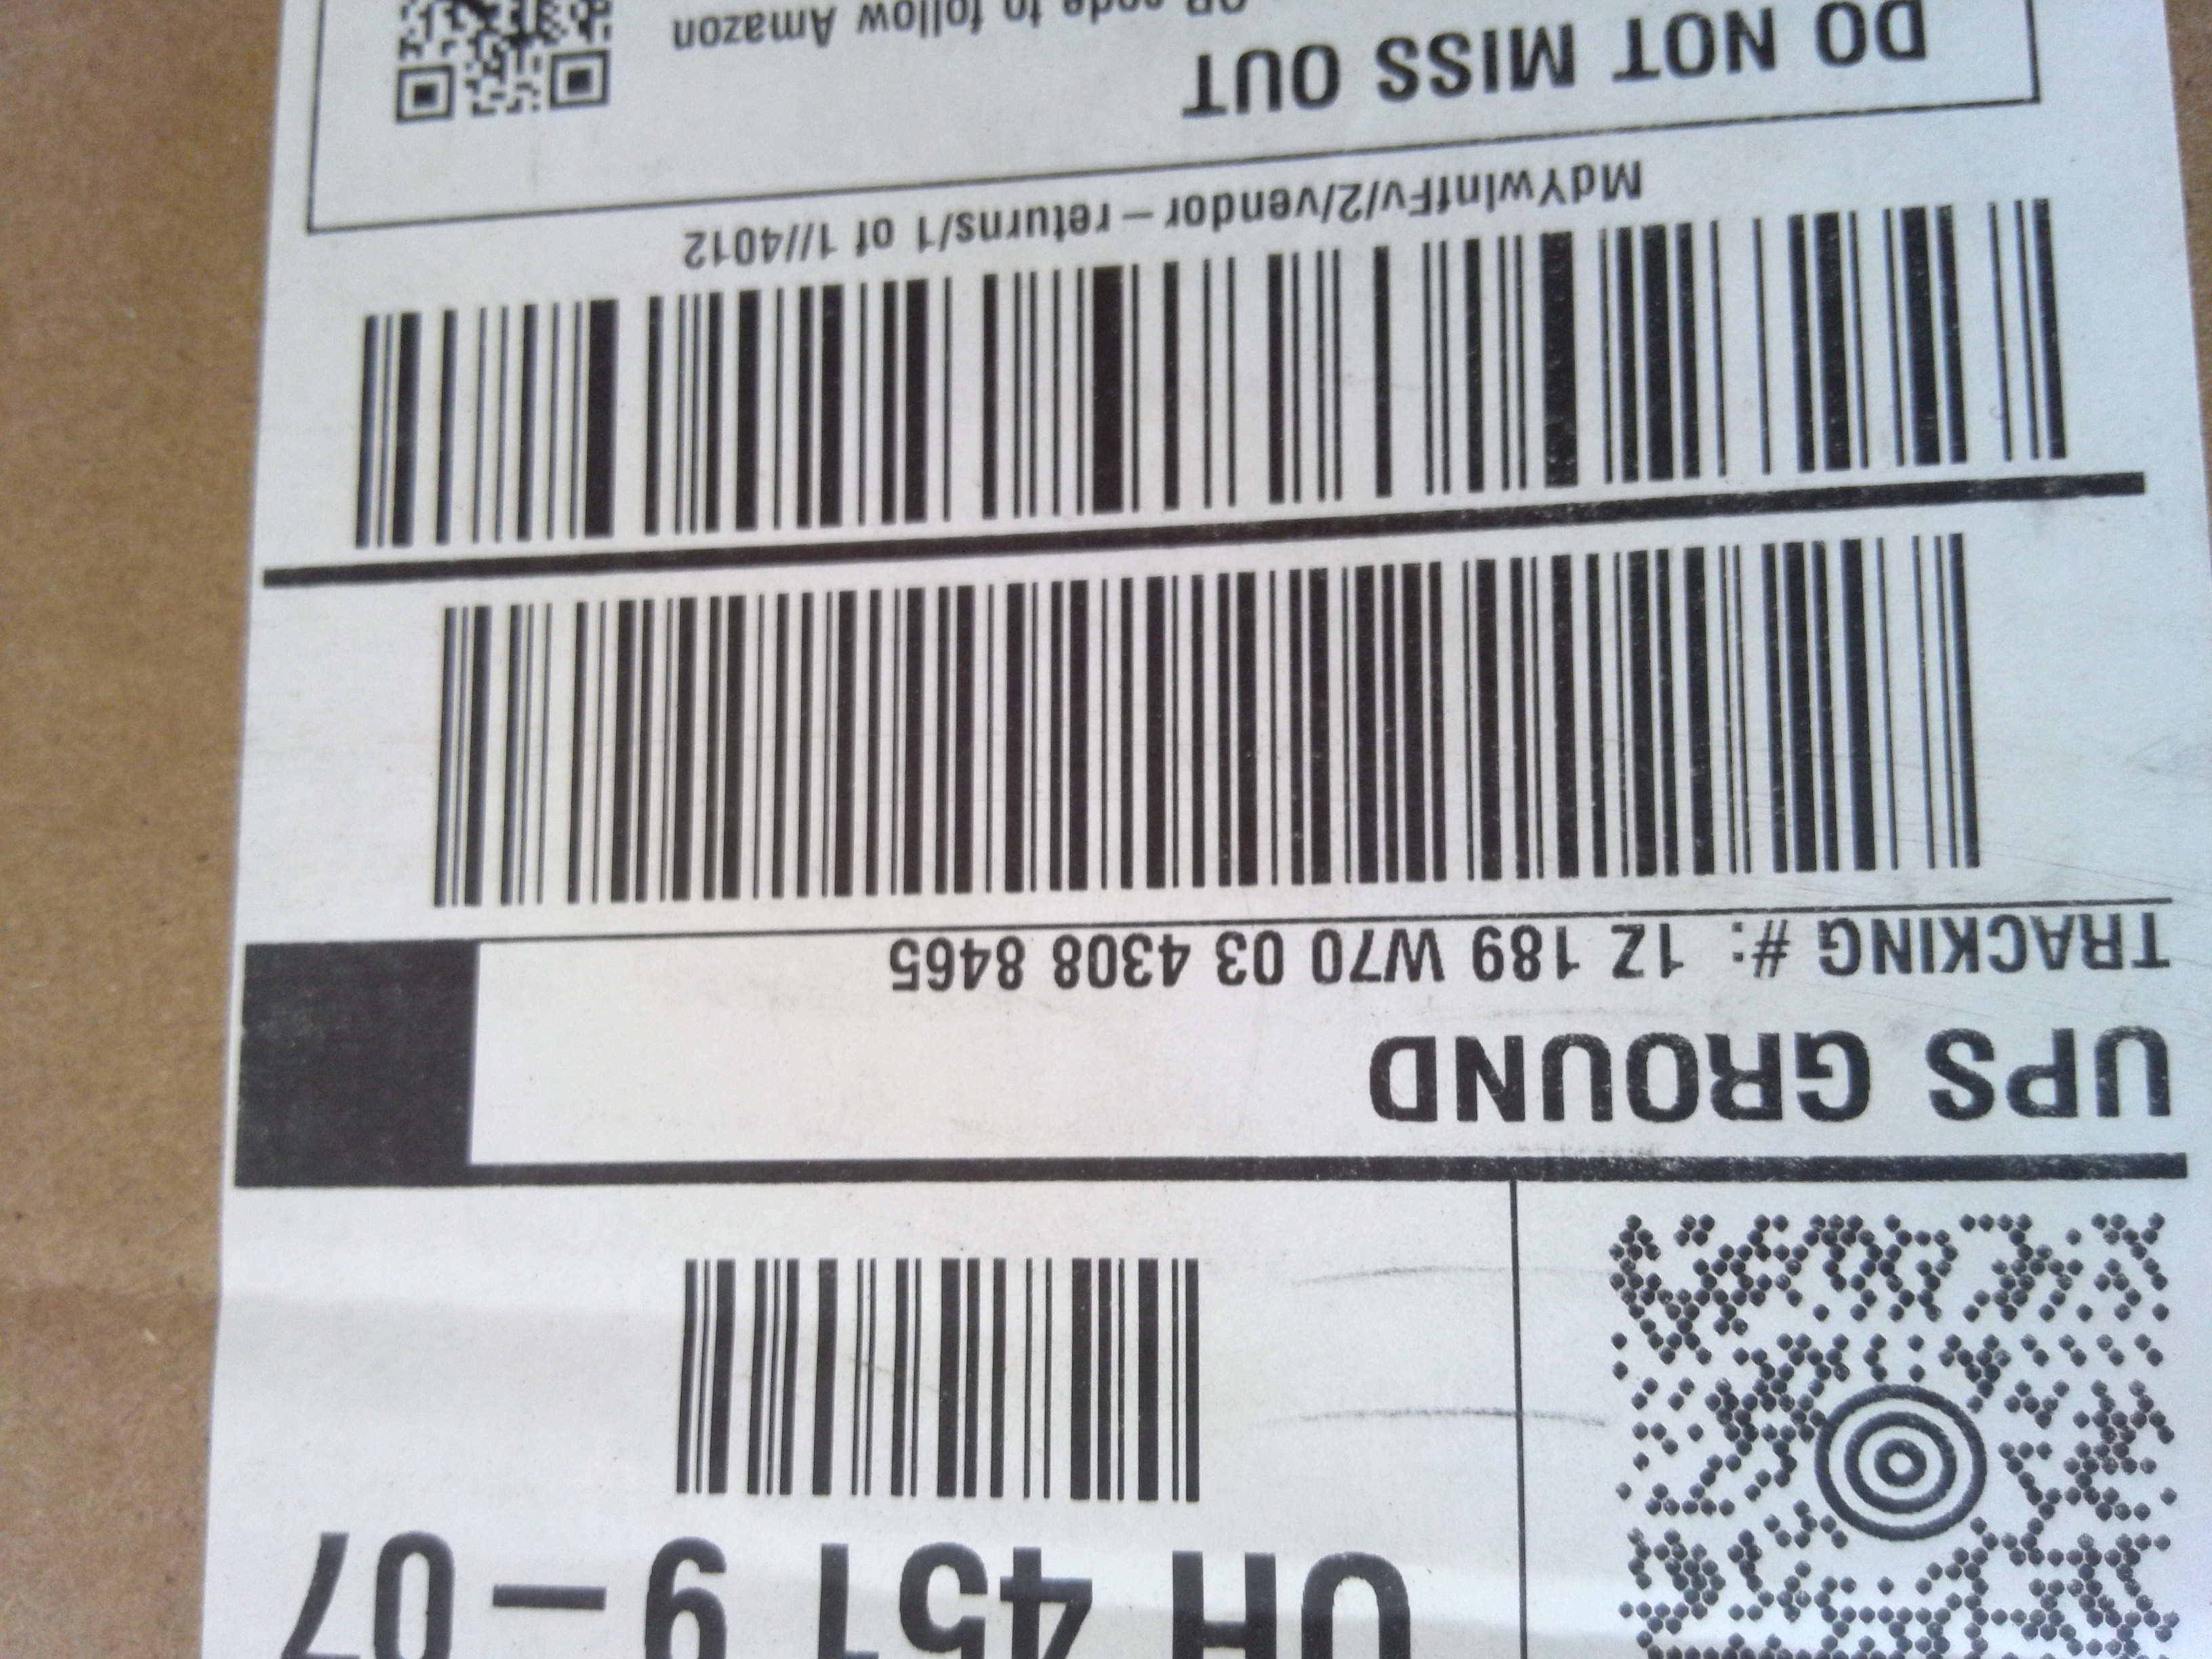 OH 451 9-07
UPS GROUND
TRACKING #: 1Z 189 W70 03 4308 8465
MdYwlnfFv/2/vendor-returns/1 of 1//4012
DO NOT MISS OUT
QR code to follow Amazon